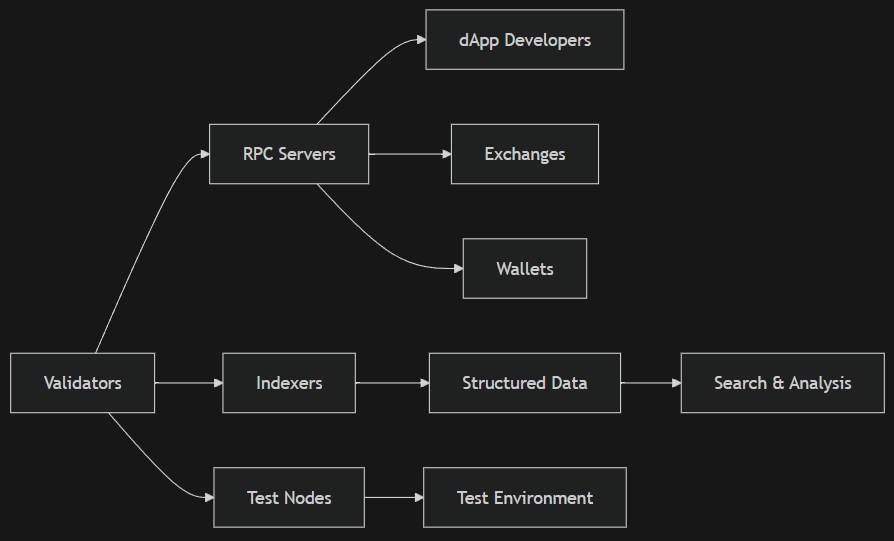 dApp Developers
RPC Servers
Exchanges
Wallets
Validators
Indexers
Structured Data
Search & Analysis
Test Nodes
Test Environment